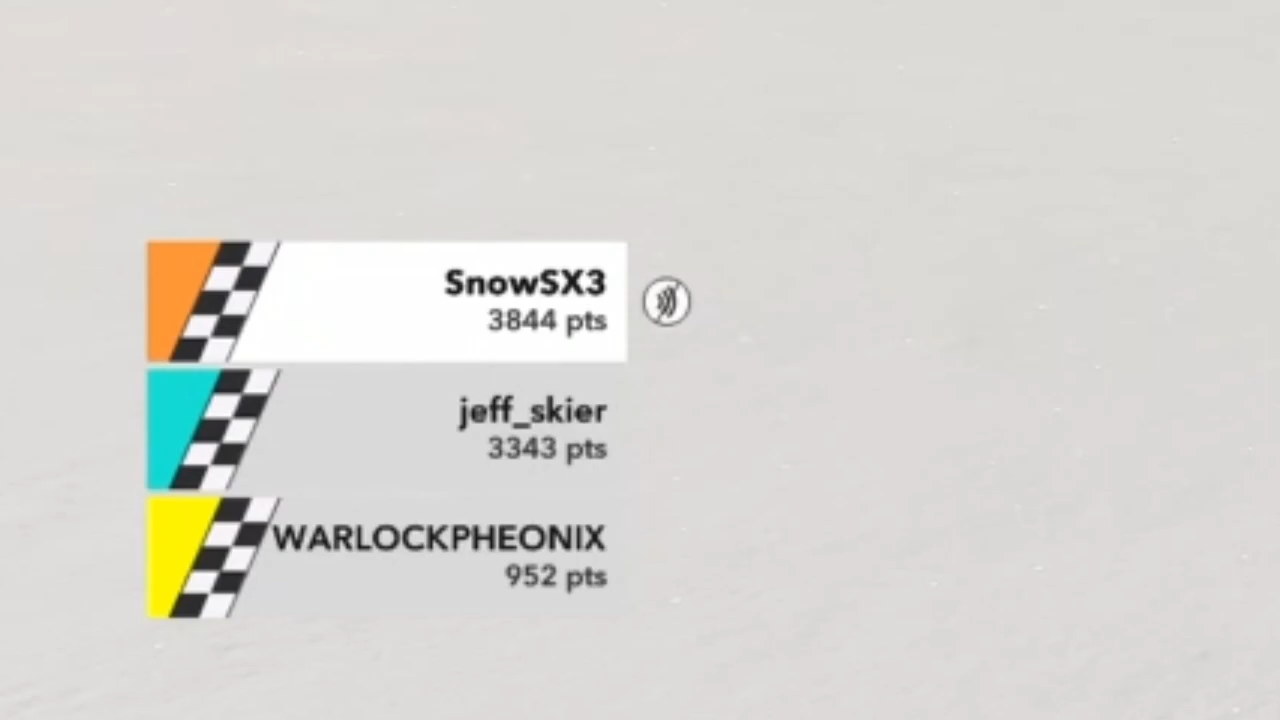 SnowSX3
3844 pts
jeff_skier
3343 pts
WARLOCKPHEONIX
952 pts